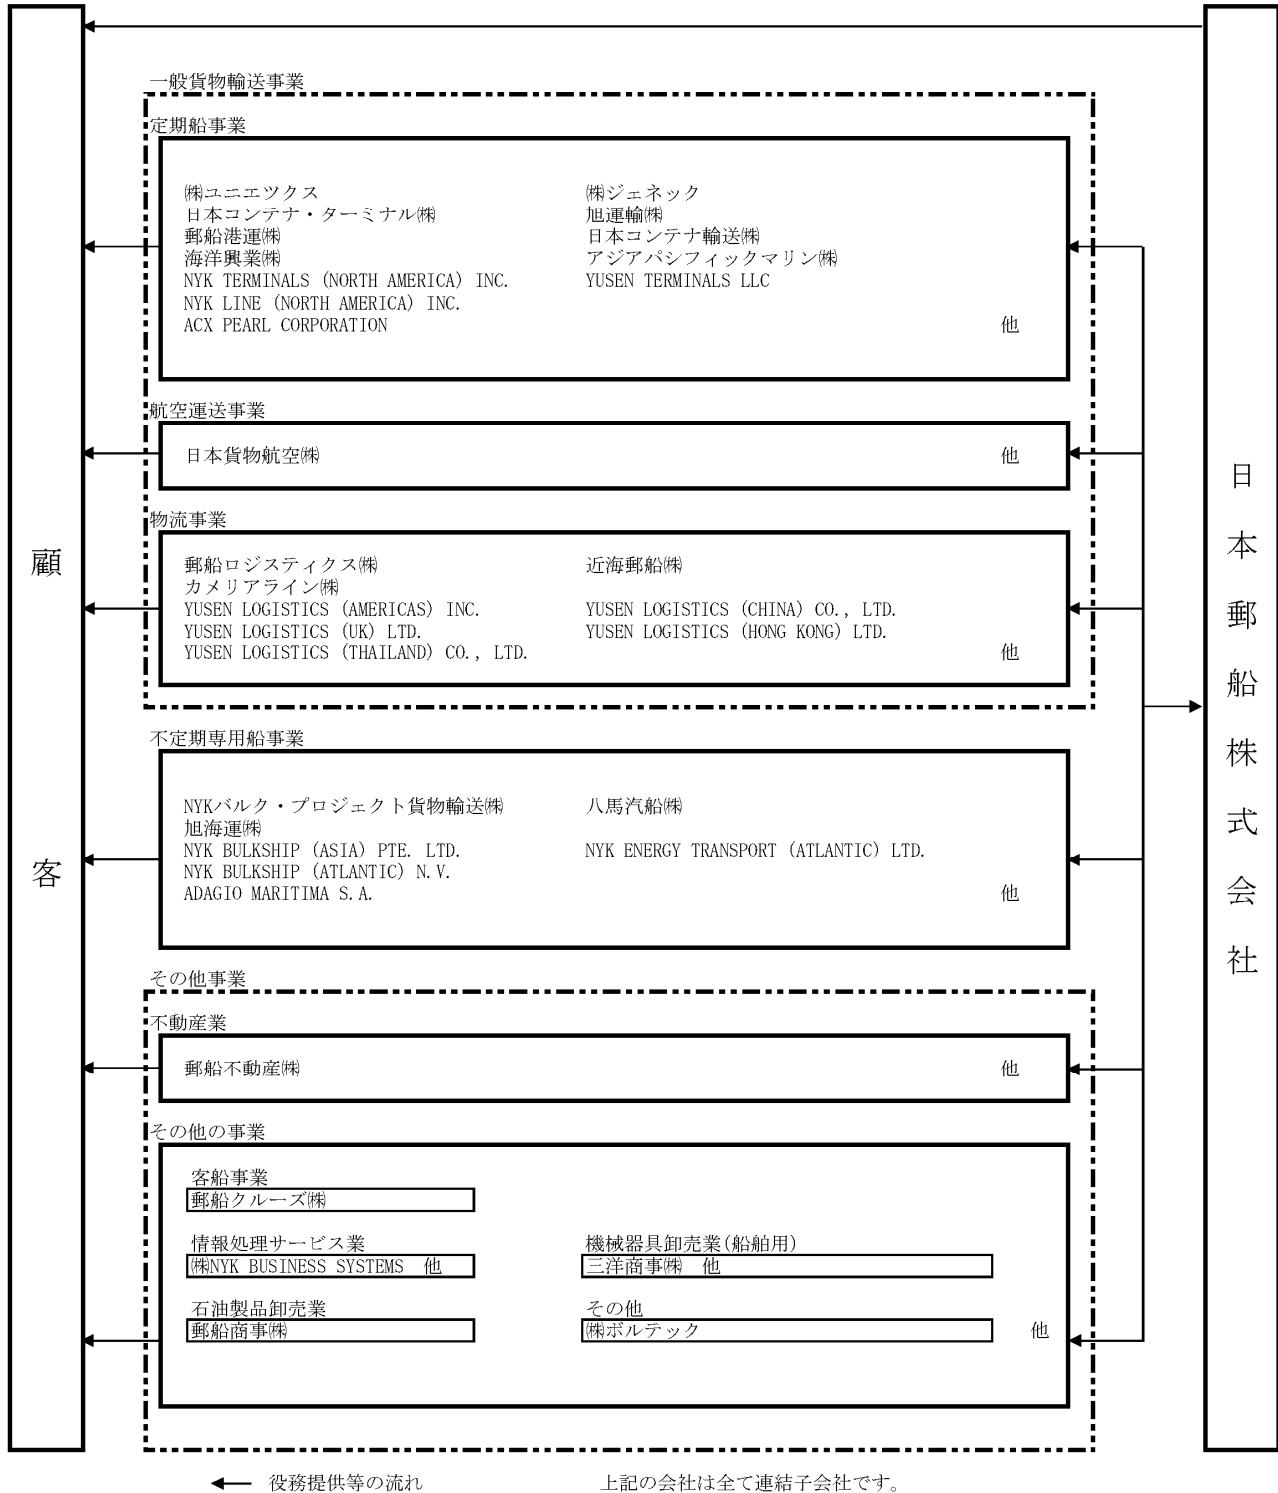 一般貨物輸送事業
定期船事業
㈱ユニエツクス
㈱ジェネック
日本コンテナ・ターミナル㈱
旭運輸㈱
郵船港運㈱
日本コンテナ輸送㈱
海洋興業㈱
アジアパシフィックマリン㈱
NYK TERMINALS (NORTH AMERICA) INC.
YUSEN TERMINALS LLC
NYK LINE (NORTH AMERICA) INC.
ACX PEARL CORPORATION
他
航空運送事業
日本貨物航空㈱
他
物流事業
郵船ロジスティクス㈱
近海郵船㈱
カメリアライン㈱
YUSEN LOGISTICS (AMERICAS) INC.
YUSEN LOGISTICS (CHINA) CO., LTD.
YUSEN LOGISTICS (UK) LTD.
YUSEN LOGISTICS (HONG KONG) LTD.
YUSEN LOGISTICS (THAILAND) CO., LTD.
他
不定期専用船事業
NYKバルク・プロジェクト貨物輸送㈱
八馬汽船㈱
旭海運㈱
NYK BULKSHIP (ASIA) PTE. LTD.
NYK ENERGY TRANSPORT (ATLANTIC) LTD.
NYK BULKSHIP (ATLANTIC) N.V.
ADAGIO MARITIMA S.A.
他
その他事業
不動産業
郵船不動産㈱
他
その他の事業
客船事業
郵船クルーズ㈱
情報処理サービス業
機械器具卸売業(船舶用)
㈱NYK BUSINESS SYSTEMS 他
三洋商事㈱ 他
石油製品卸売業
その他
郵船商事㈱
㈱ボルテック
他
顧客
日本郵船株式会社
役務提供等の流れ
上記の会社は全て連結子会社です。